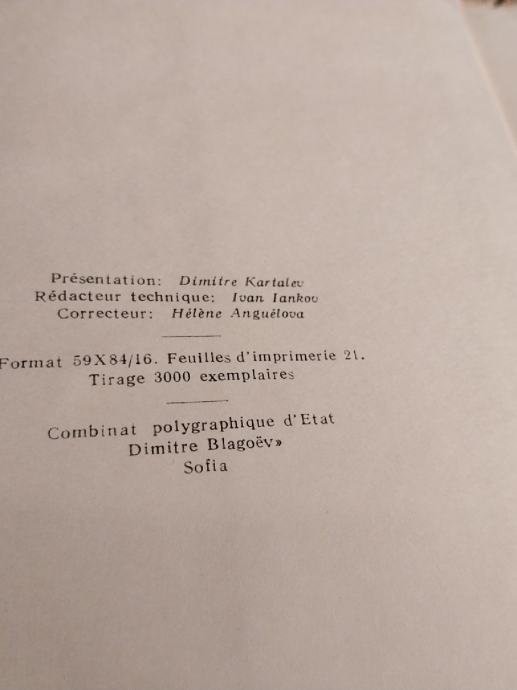 Présentation: Dimitre Kartalev
Rédacteur technique: Ivan Iankov
Correcteur: Hélène Anguélova
Format 59X84/16. Feuilles d'imprimerie 21.
Tirage 3000 exemplaires
Combinat polygraphique d'Etat
Dimitre Blagoëv»
Sofia